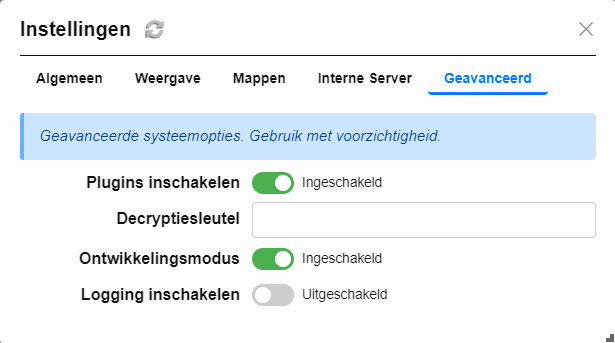 Instellingen
Algemeen Weergave Mappen Interne Server Geavanceerd
Geavanceerde systeemopties. Gebruik met voorzichtigheid.
Plugins inschakelen Ingeschakeld
Decryptiesleutel
Ontwikkelingsmodus Ingeschakeld
Logging inschakelen Uitgeschakeld